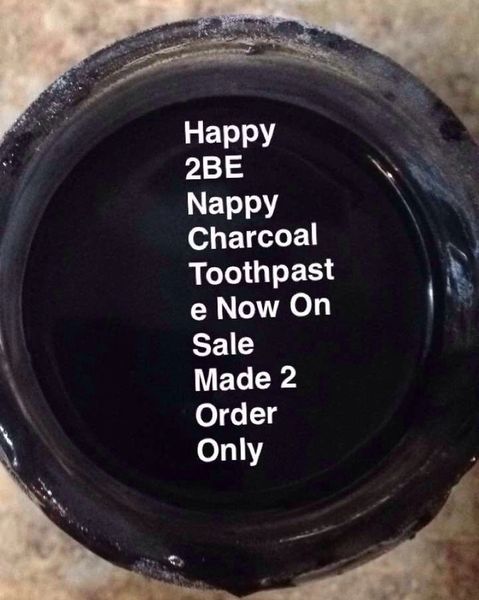 Happy
2BE
Nappy
Charcoal
Toothpast
e Now On
Sale
Made 2
Order
Only